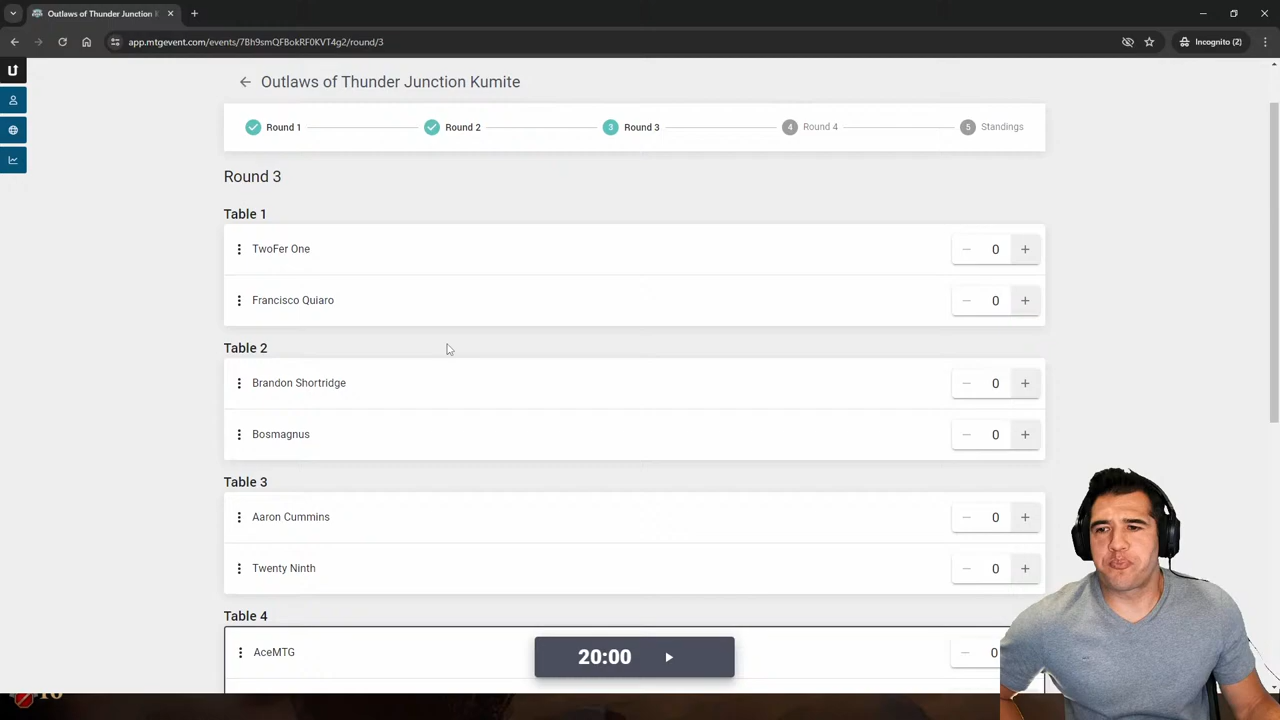 Outlaws of Thunder Junction K
app.mtgevent.com/events/7Bh9smQFBokRF0KVT4g2/round/3
Incognito (2)
Outlaws of Thunder Junction Kumite
Round 1
Round 2
3 Round 3
4 Round 4
5 Standings
Round 3
Table 1
TwoFer One
0
Francisco Quiaro
0
Table 2
Brandon Shortridge
0
Bosmagnus
0
Table 3
Aaron Cummins
0
Twenty Ninth
0
Table 4
AceMTG
20:00
0